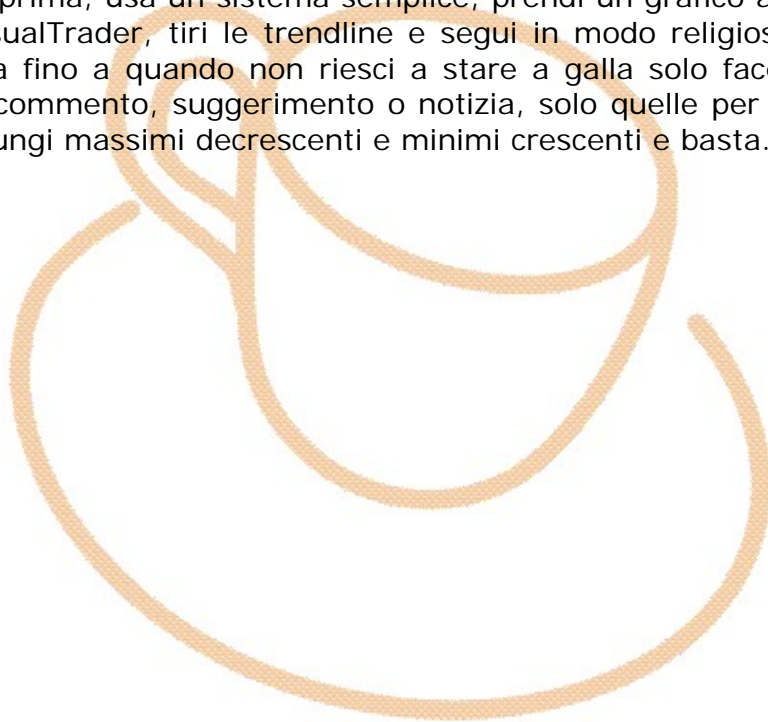 prima, usa un sistema semplice, prendi un grafico a
sualTrader, tiri le trendline e segui in modo religios
a fino a quando non riesci a stare a galla solo face
commento, suggerimento o notizia, solo quelle per
ungi massimi decrescenti e minimi crescenti e basta.